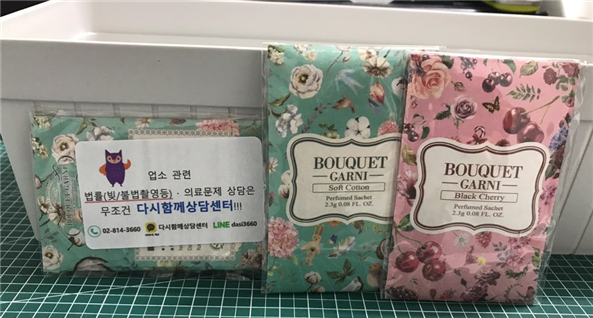 업소 관련
법률(빚/불법촬영등)·의료문제 상담은
무조건 다시함께상담센터!!!
02-814-3660 다시함께상담센터 LINE dasi3660
BOUQUET
GARNI
Soft Cotton
Perfumed Sachet
2.3g 0.08 FL. OZ.
BOUQUET
GARNI
Black Cherry
Perfumed Sachet
2.3g 0.08 FL. OZ.